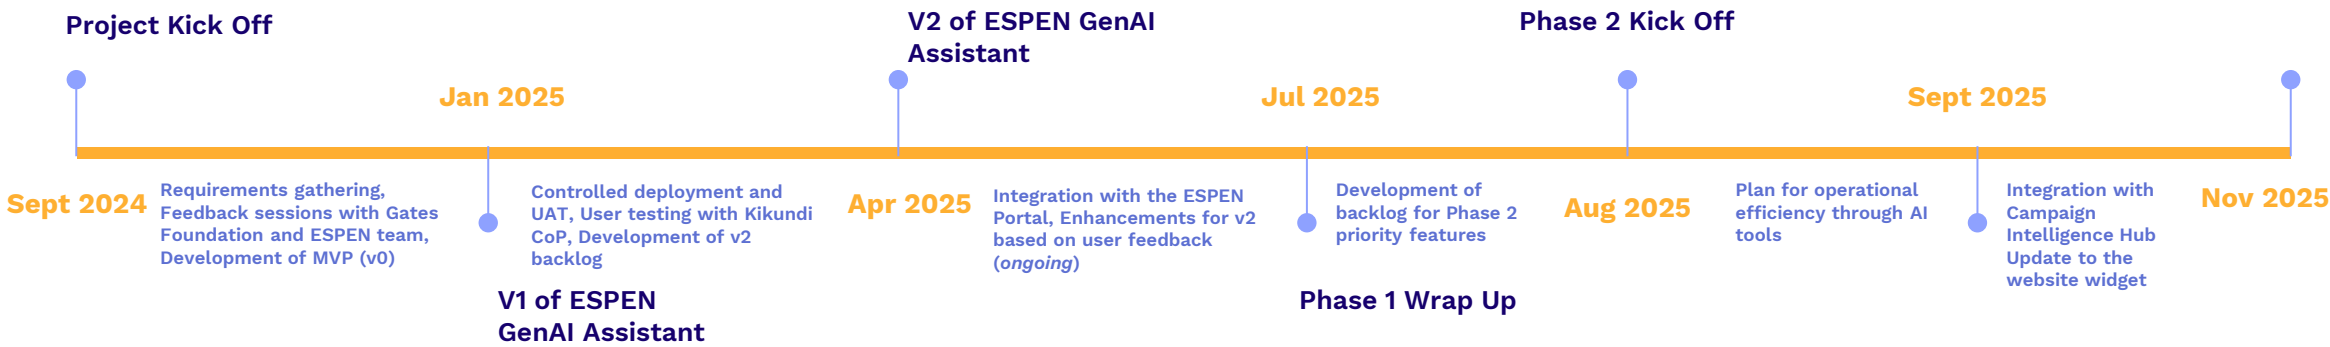 Project Kick Off
V2 of ESPEN GenAI
Assistant
Phase 2 Kick Off
Jan 2025
Jul 2025
Sept 2025
Sept 2024
Requirements gathering,
Feedback sessions with Gates
Foundation and ESPEN team,
Development of MVP (v0)
Controlled deployment and
UAT, User testing with Kikundi
CoP, Development of v2
backlog
Apr 2025
Integration with the ESPEN
Portal, Enhancements for v2
based on user feedback
(ongoing)
Development of
backlog for Phase 2
priority features
Aug 2025
Plan for operational
efficiency through AI
tools
Integration with
Campaign
Intelligence Hub
Update to the
website widget
Nov 2025
V1 of ESPEN
GenAI Assistant
Phase 1 Wrap Up